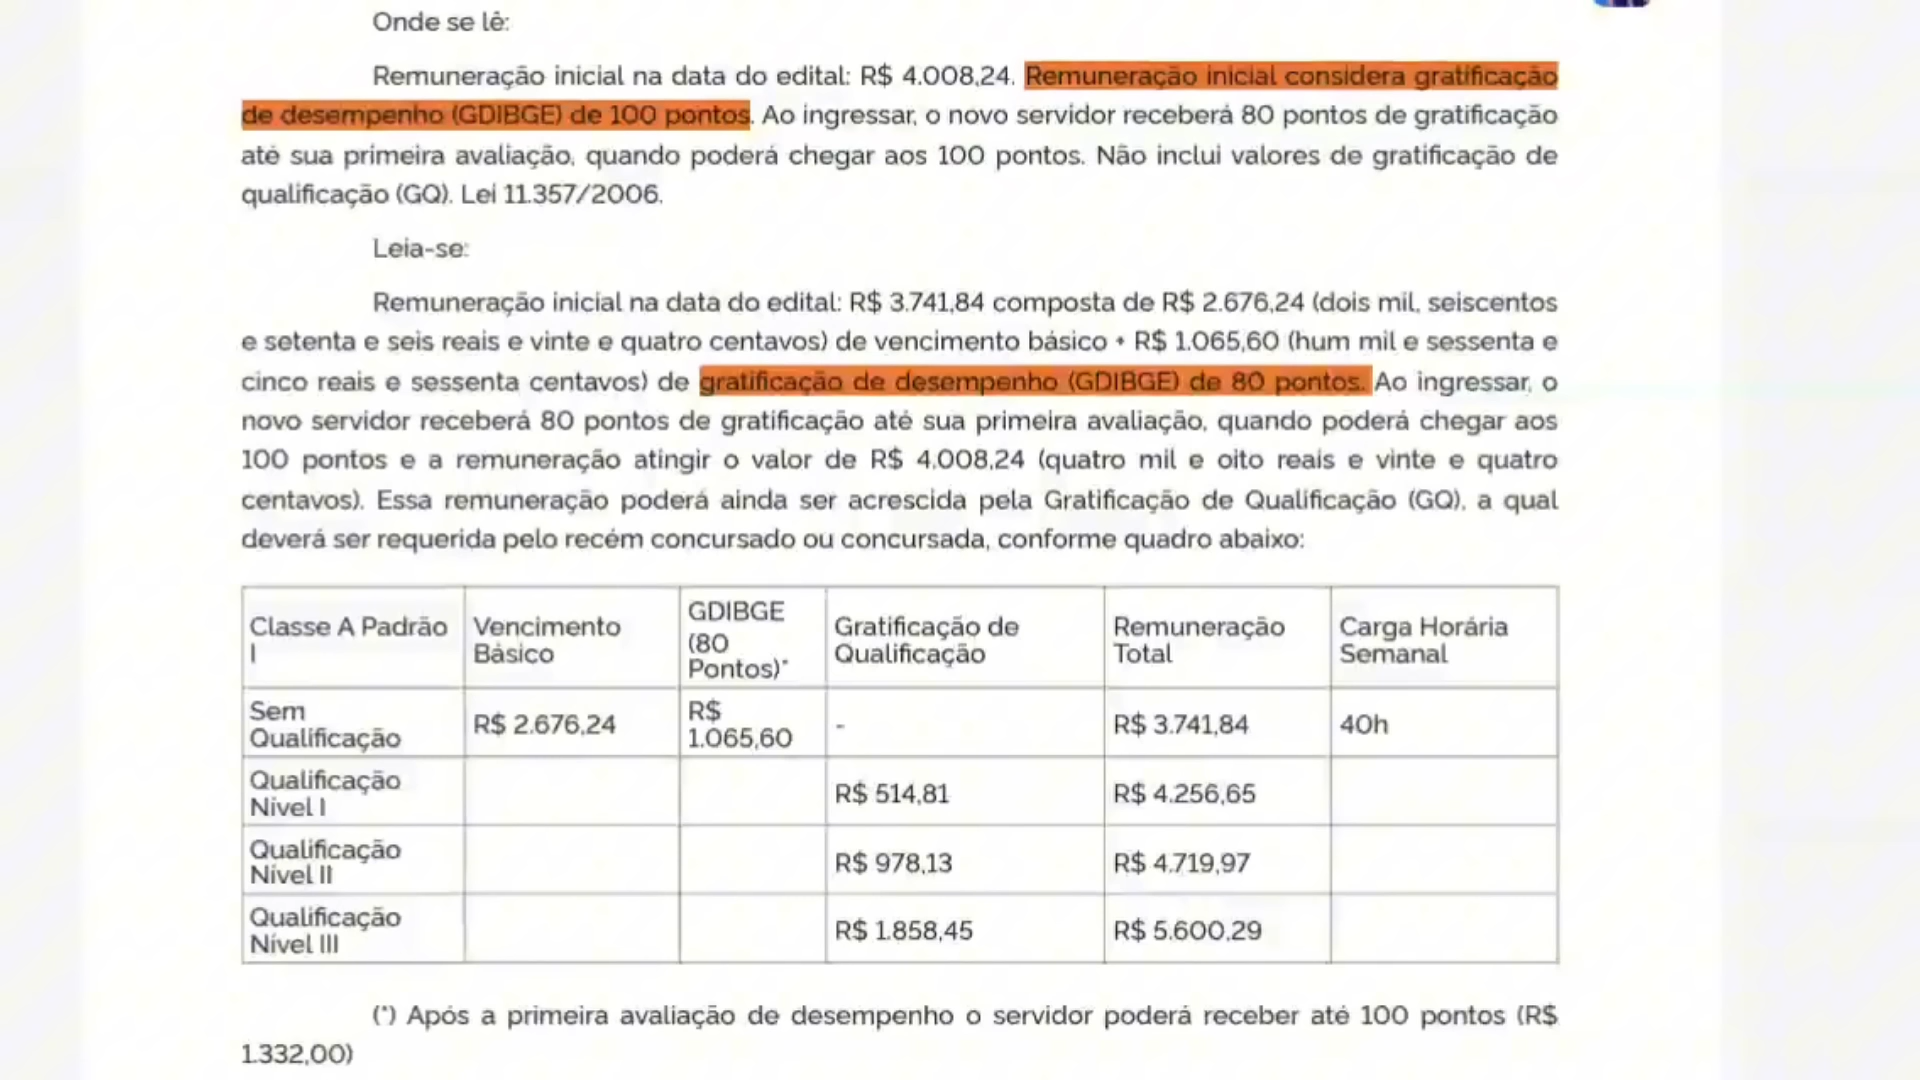 Onde se lê:
Remuneração inicial na data do edital: R$ 4.008,24. Remuneração inicial considera gratificação
de desempenho (GDIBGE) de 100 pontos. Ao ingressar, o novo servidor receberá 80 pontos de gratificação
até sua primeira avaliação, quando poderá chegar aos 100 pontos. Não inclui valores de gratificação de
qualificação (GQ). Lei 11.357/2006.
Leia-se:
Remuneração inicial na data do edital: R$ 3.741,84 composta de R$ 2.676,24 (dois mil, seiscentos
e setenta e seis reais e vinte e quatro centavos) de vencimento básico + R$ 1.065,60 (hum mil e sessenta e
cinco reais e sessenta centavos) de gratificação de desempenho (GDIBGE) de 80 pontos. Ao ingressar, o
novo servidor receberá 80 pontos de gratificação até sua primeira avaliação, quando poderá chegar aos
100 pontos e a remuneração atingir o valor de R$ 4.008,24 (quatro mil e oito reais e vinte e quatro
centavos). Essa remuneração poderá ainda ser acrescida pela Gratificação de Qualificação (GQ), a qual
deverá ser requerida pelo recém concursado ou concursada, conforme quadro abaixo:
Classe A Padrão I Vencimento Básico GDIBGE (80 Pontos)* Gratificação de Qualificação Remuneração Total Carga Horária Semanal
Sem Qualificação R$ 2.676,24 R$ 1.065,60 - R$ 3.741,84 40h
Qualificação Nível I R$ 514,81 R$ 4.256,65
Qualificação Nível II R$ 978,13 R$ 4.719,97
Qualificação Nível III R$ 1.858,45 R$ 5.600,29
(*) Após a primeira avaliação de desempenho o servidor poderá receber até 100 pontos (R$
1.332,00)